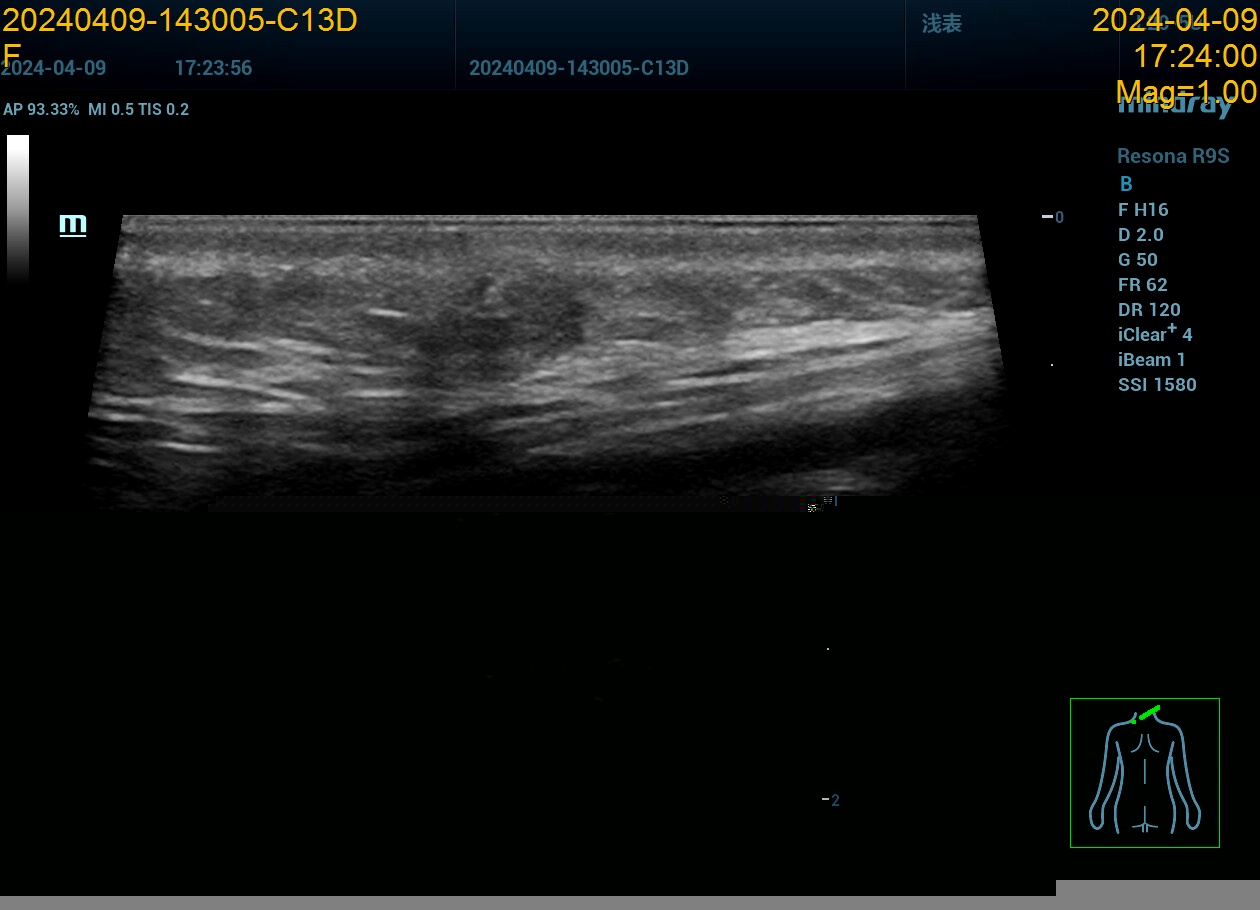 20240409-143005-C13D
F
2024-04-09 17:23:56 20240409-143005-C13D
浅表
2024-04-09
17:24:00
Mag=1.00
mindray
AP 93.33% MI 0.5 TIS 0.2
m
Resona R9S
B
F H16
D 2.0
G 50
FR 62
DR 120
iClear+ 4
iBeam 1
SSI 1580
0
2